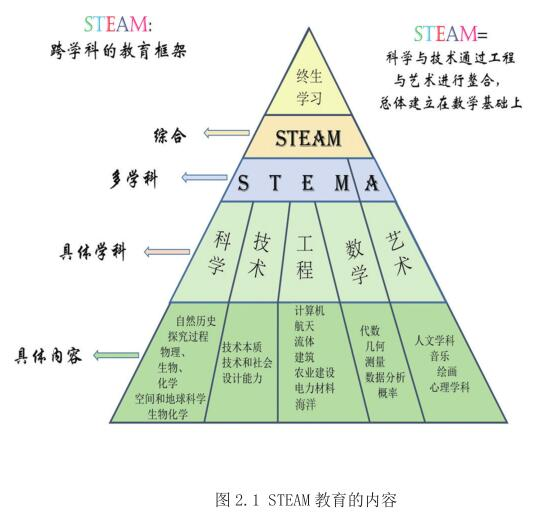 STEAM:
跨学科的教育框架
STEAM=
科学与技术通过工程
与艺术进行整合,
总体建立在数学基础上
终生
学习
综合
STEAM
多学科
S T E M A
具体学科
科学
技术
工程
数学
艺术
具体内容
自然历史
探究过程
物理、
生物、
化学
空间和地球科学
生物化学
技术本质
技术和社会
设计能力
计算机
航天
流体
建筑
农业建设
电力材料
海洋
代数
几何
测量
数据分析
概率
人文学科
音乐
绘画
心理学科
图 2.1 STEAM 教育的内容